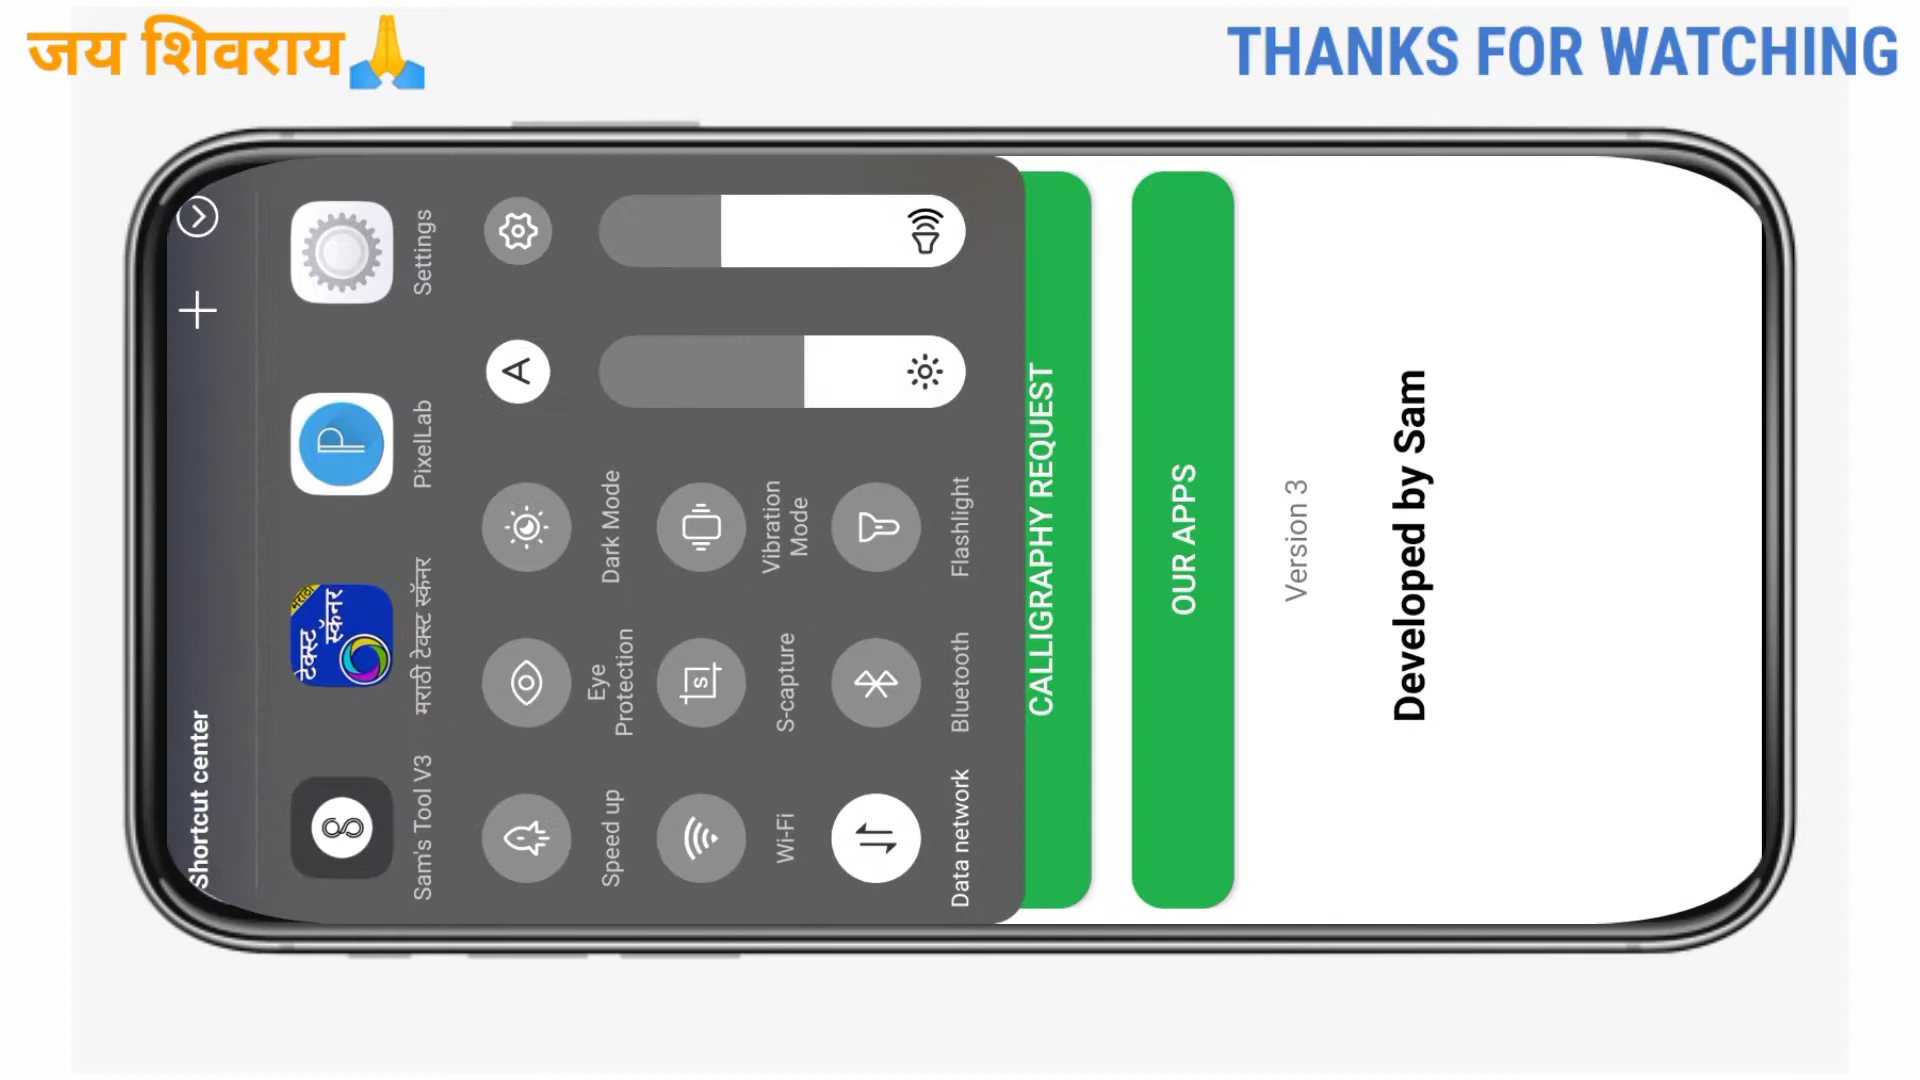 जय शिवराय🙏
THANKS FOR WATCHING
Shortcut center
मराठी
टेक्स्ट
स्कॅनर
P
Sam's Tool V3
मराठी टेक्स्ट स्कॅनर
PixelLab
Settings
A
Speed up
Eye
Protection
Dark Mode
S
Wi-Fi
S-capture
Vibration
Mode
Data network
Bluetooth
Flashlight
CALLIGRAPHY REQUEST
OUR APPS
Version 3
Developed by Sam